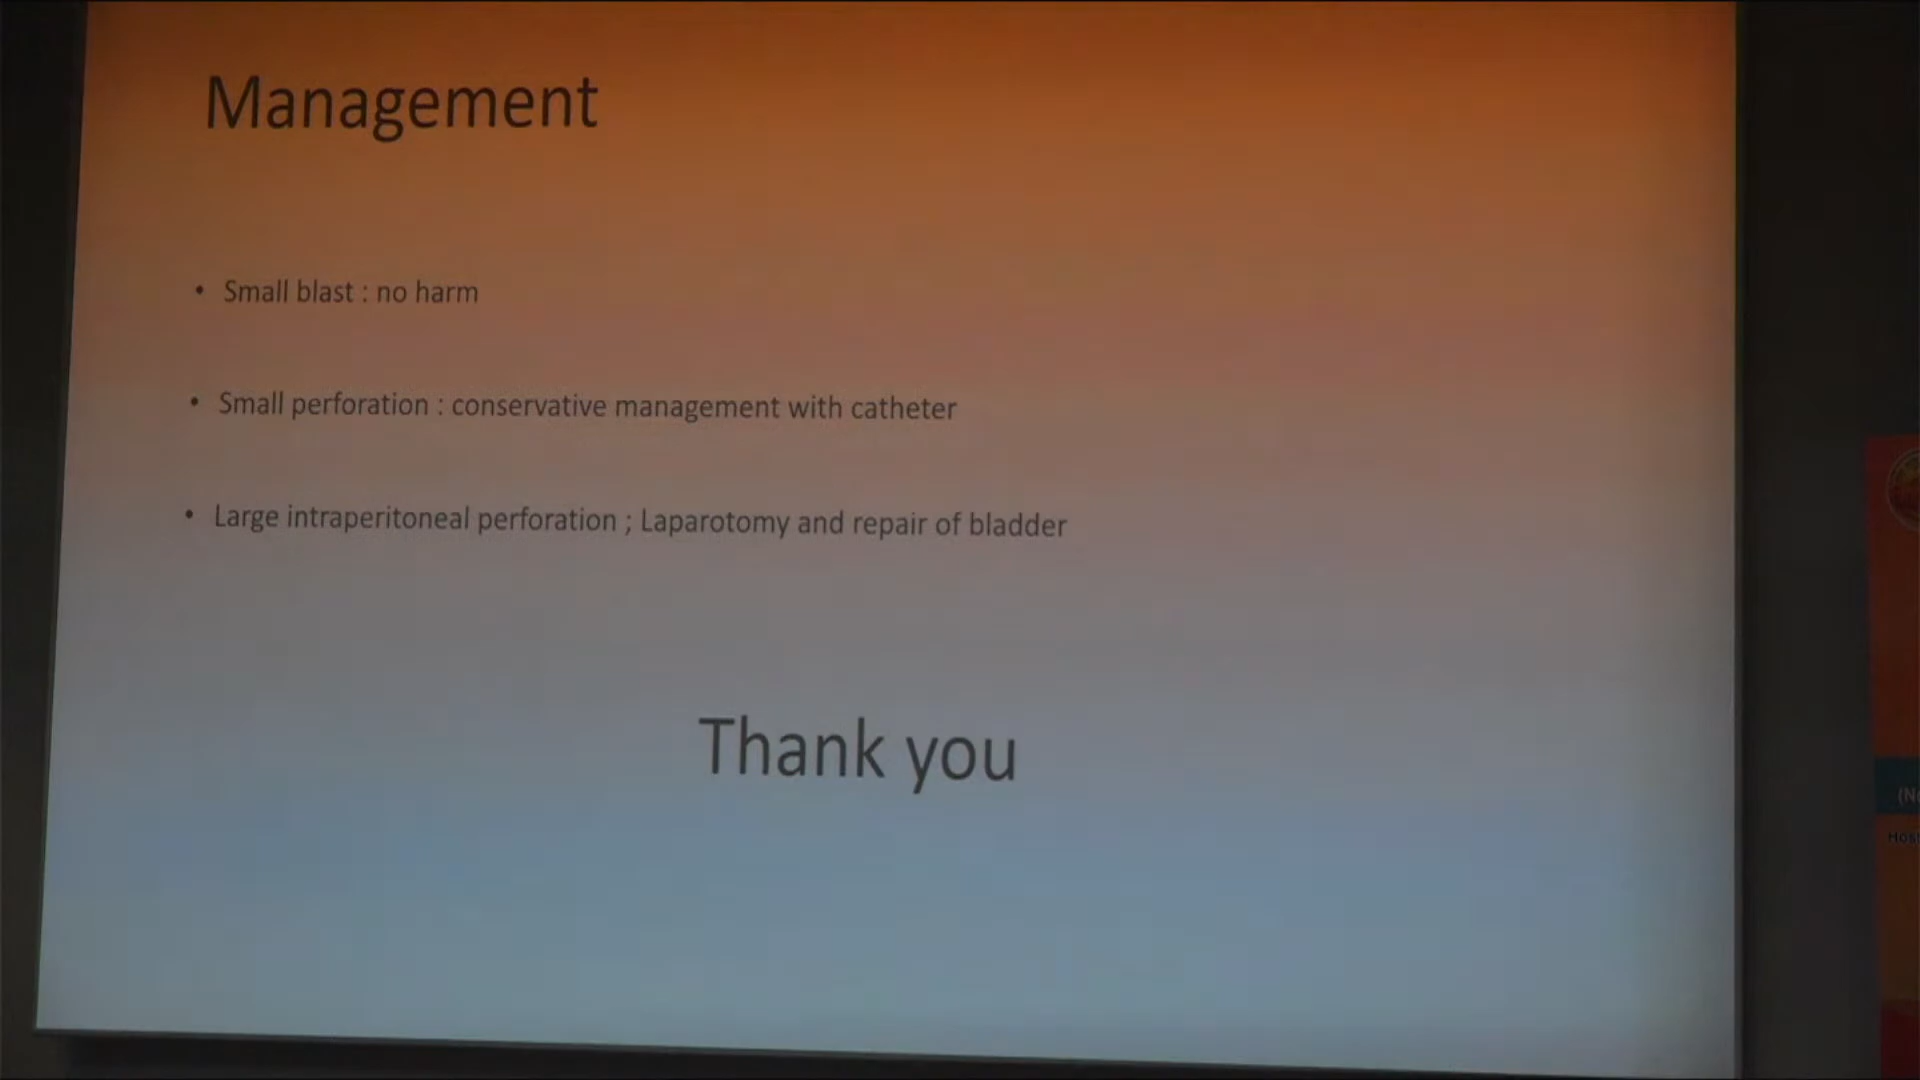 Management
• Small blast : no harm
• Small perforation : conservative management with catheter
• Large intraperitoneal perforation ; Laparotomy and repair of bladder
Thank you